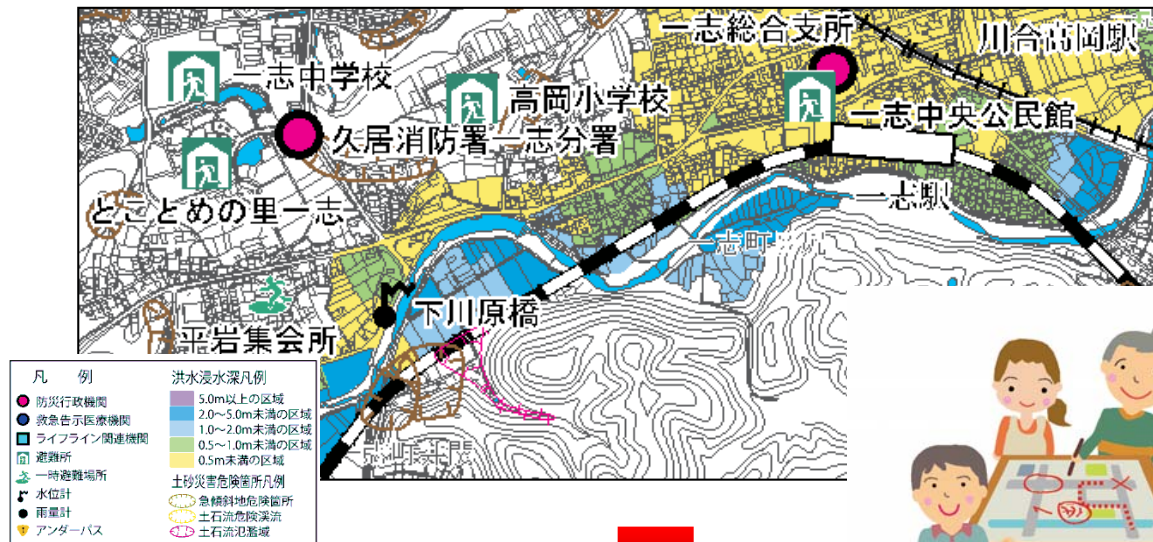 一志総合支所
川合高岡駅
一志中学校
高岡小学校
一志中央公民館
久居消防署一志分署
とことめの里一志
一志駅
下川原橋
平岩集会所
凡 例
防災行政機関
救急告示医療機関
ライフライン関連機関
避難所
一時避難場所
水位計
雨量計
アンダーパス
洪水浸水深凡例
5.0m以上の区域
2.0～5.0m未満の区域
1.0～2.0m未満の区域
0.5～1.0m未満の区域
0.5m未満の区域
土砂災害危険箇所凡例
急傾斜地危険箇所
土石流危険渓流
土石流氾濫域